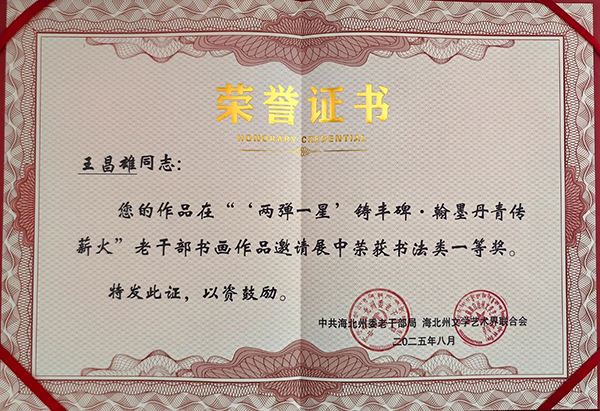 荣誉证书
HONORARY CREDENTIAL
王昌雄同志：
您的作品在“‘两弹一星’铸丰碑·翰墨丹青传
薪火”老干部书画作品邀请展中荣获书法类一等奖。
特发此证，以资鼓励。
中共海北州委老干部局 海北州文学艺术界联合会
二〇二五年八月